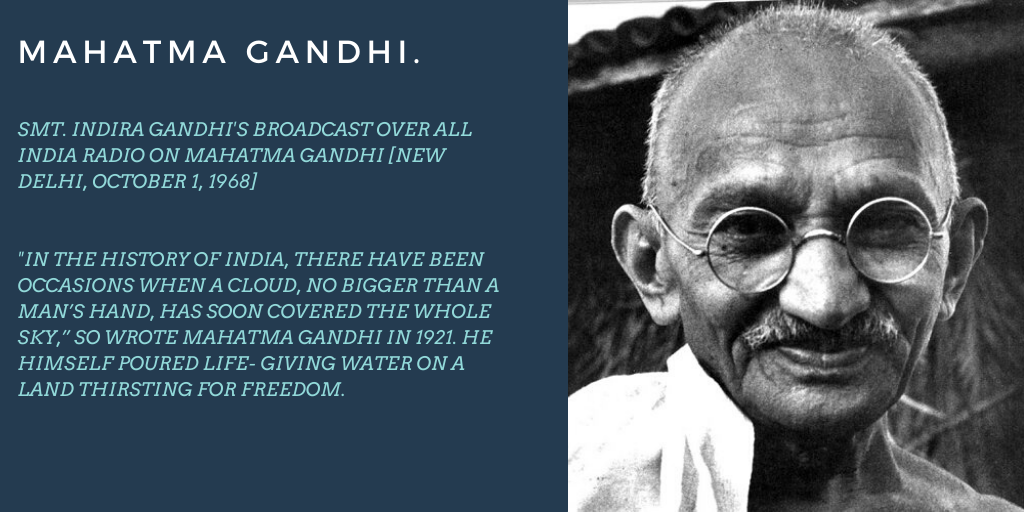 MAHATMA GANDHI.
SMT. INDIRA GANDHI'S BROADCAST OVER ALL
INDIA RADIO ON MAHATMA GANDHI [NEW
DELHI, OCTOBER 1, 1968]
"IN THE HISTORY OF INDIA, THERE HAVE BEEN
OCCASIONS WHEN A CLOUD, NO BIGGER THAN A
MAN’S HAND, HAS SOON COVERED THE WHOLE
SKY,” SO WROTE MAHATMA GANDHI IN 1921. HE
HIMSELF POURED LIFE- GIVING WATER ON A
LAND THIRSTING FOR FREEDOM.